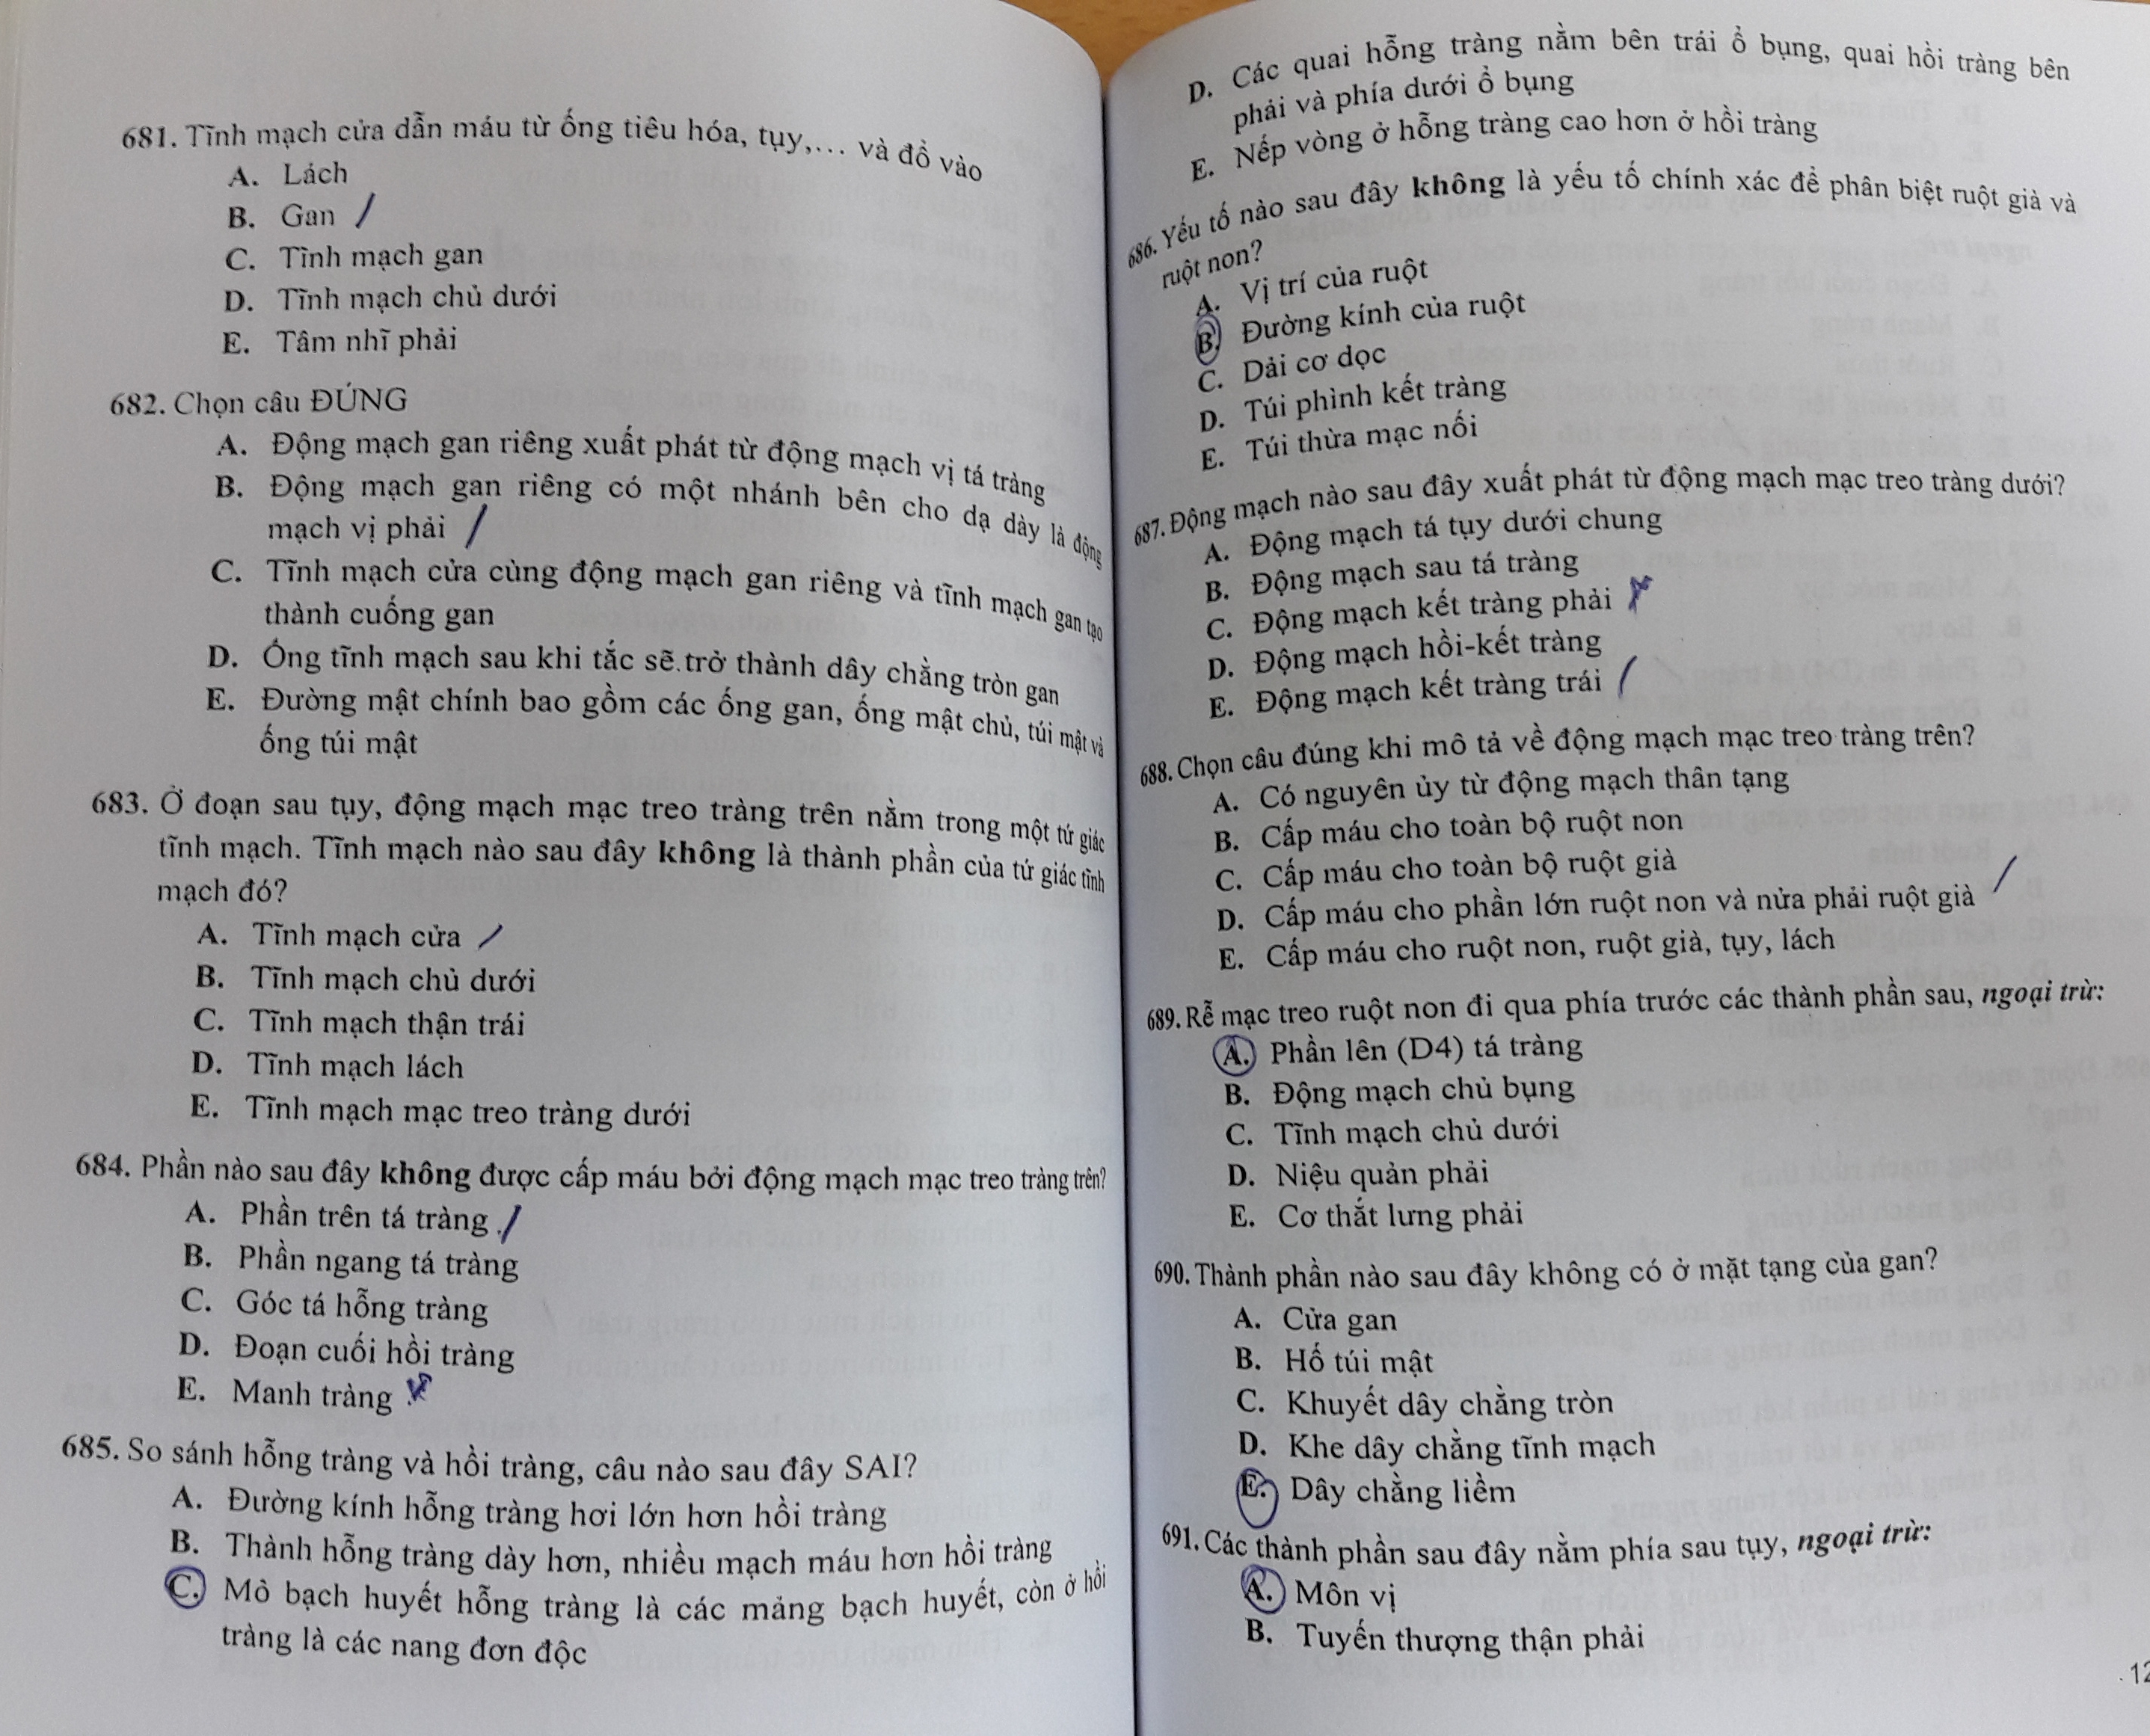 681. Tĩnh mạch cửa dẫn máu từ ống tiêu hóa, tụy,... và đổ vào
A. Lách
B. Gan
C. Tĩnh mạch gan
D. Tĩnh mạch chủ dưới
E. Tâm nhĩ phải
682. Chọn câu ĐÚNG
A. Động mạch gan riêng xuất phát từ động mạch vị tá tràng
B. Động mạch gan riêng có một nhánh bên cho dạ dày là động
mạch vị phải
C. Tĩnh mạch cửa cùng động mạch gan riêng và tĩnh mạch gan tạo
thành cuống gan
D. Ống tĩnh mạch sau khi tắc sẽ trở thành dây chằng tròn gan
E. Đường mật chính bao gồm các ống gan, ống mật chủ, túi mật và
ống túi mật
683. Ở đoạn sau tụy, động mạch mạc treo tràng trên nằm trong một tứ giác
tĩnh mạch. Tĩnh mạch nào sau đây không là thành phần của tứ giác tĩnh
mạch đó?
A. Tĩnh mạch cửa
B. Tĩnh mạch chủ dưới
C. Tĩnh mạch thận trái
D. Tĩnh mạch lách
E. Tĩnh mạch mạc treo tràng dưới
684. Phần nào sau đây không được cấp máu bởi động mạch mạc treo tràng trên?
A. Phần trên tá tràng
B. Phần ngang tá tràng
C. Góc tá hỗng tràng
D. Đoạn cuối hồi tràng
E. Manh tràng
685. So sánh hỗng tràng và hồi tràng, câu nào sau đây SAI?
A. Đường kính hỗng tràng hơi lớn hơn hồi tràng
B. Thành hỗng tràng dày hơn, nhiều mạch máu hơn hồi tràng
C. Mô bạch huyết hỗng tràng là các mảng bạch huyết, còn ở hồi
tràng là các nang đơn độc
D. Các quai hỗng tràng nằm bên trái ổ bụng, quai hồi tràng bên
phải và phía dưới ổ bụng
E. Nếp vòng ở hỗng tràng cao hơn ở hồi tràng
686. Yếu tố nào sau đây không là yếu tố chính xác để phân biệt ruột già và
ruột non?
A. Vị trí của ruột
B. Đường kính của ruột
C. Dải cơ dọc
D. Túi phình kết tràng
E. Túi thừa mạc nối
687. Động mạch nào sau đây xuất phát từ động mạch mạc treo tràng dưới?
A. Động mạch tá tụy dưới chung
B. Động mạch sau tá tràng
C. Động mạch kết tràng phải
D. Động mạch hồi-kết tràng
E. Động mạch kết tràng trái
688. Chọn câu đúng khi mô tả về động mạch mạc treo tràng trên?
A. Có nguyên ủy từ động mạch thân tạng
B. Cấp máu cho toàn bộ ruột non
C. Cấp máu cho toàn bộ ruột già
D. Cấp máu cho phần lớn ruột non và nửa phải ruột già
E. Cấp máu cho ruột non, ruột già, tụy, lách
689. Rễ mạc treo ruột non đi qua phía trước các thành phần sau, ngoại trừ:
A. Phần lên (D4) tá tràng
B. Động mạch chủ bụng
C. Tĩnh mạch chủ dưới
D. Niệu quản phải
E. Cơ thắt lưng phải
690. Thành phần nào sau đây không có ở mặt tạng của gan?
A. Cửa gan
B. Hố túi mật
C. Khuyết dây chằng tròn
D. Khe dây chằng tĩnh mạch
E. Dây chằng liềm
691. Các thành phần sau đây nằm phía sau tụy, ngoại trừ:
A. Môn vị
B. Tuyến thượng thận phải